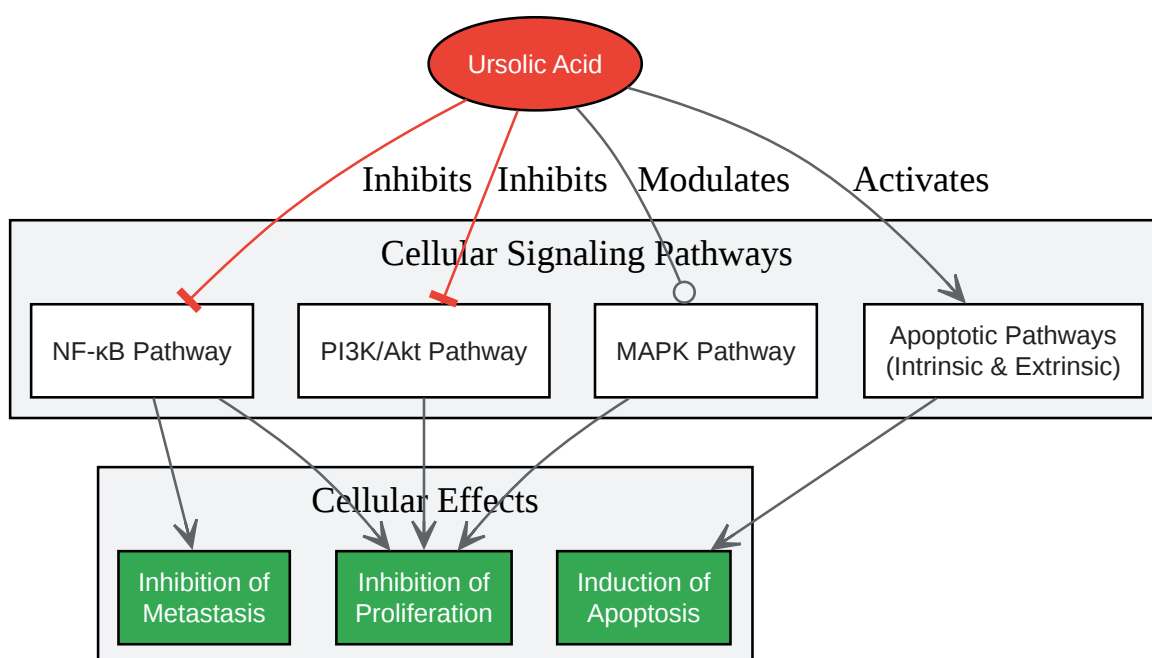 Ursolic Acid
Inhibits
Inhibits
Modulates
Activates
Cellular Signaling Pathways
NF-κB Pathway
PI3K/Akt Pathway
MAPK Pathway
Apoptotic Pathways
(Intrinsic & Extrinsic)
Cellular Effects
Inhibition of
Metastasis
Inhibition of
Proliferation
Induction of
Apoptosis